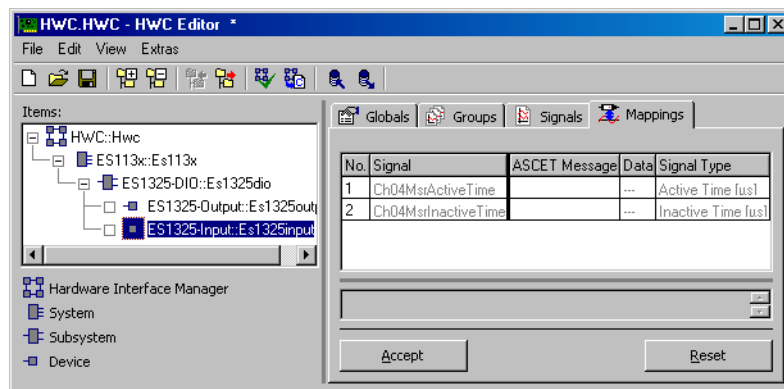 HWC.HWC - HWC Editor *
File Edit View Extras
Items:
HWC::Hwc
ES113x::Es113x
ES1325-DIO::Es1325dio
ES1325-Output::Es1325out
ES1325-Input::Es1325input
Hardware Interface Manager
System
Subsystem
Device
Globals Groups Signals Mappings
No. Signal ASCET Message Data Signal Type
1 Ch04MsrActiveTime --- Active Time [us]
2 Ch04MsrInactiveTime --- Inactive Time [us]
Accept Reset